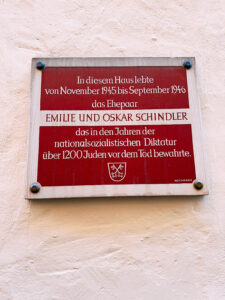 In diesem Haus lebte
von November 1945 bis September 1946
das Ehepaar
EMILIE UND OSKAR SCHINDLER
das in den Jahren der
nationalsozialistischen Diktatur
über 1200 Juden vor dem Tod bewahrte.